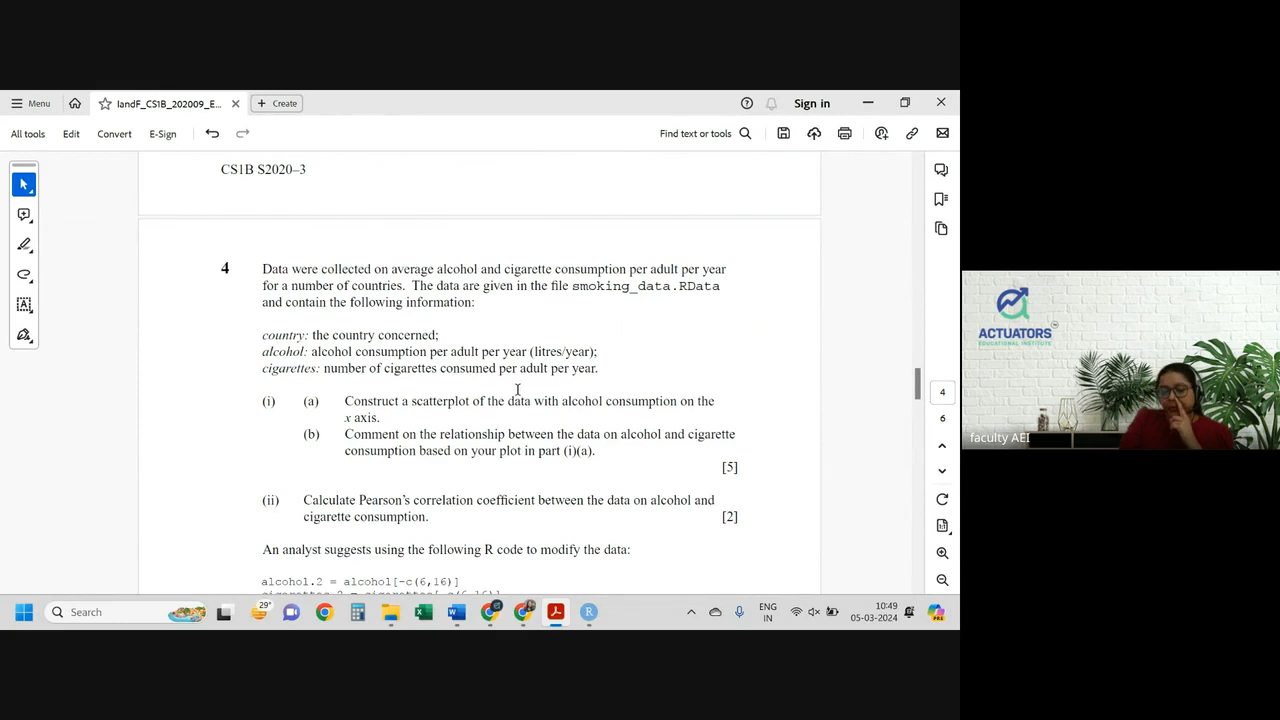 Menu
IandF_CS1B_202009_E...
Create
Sign in
All tools
Edit
Convert
E-Sign
Find text or tools
CS1B S2020–3
4 Data were collected on average alcohol and cigarette consumption per adult per year
for a number of countries. The data are given in the file smoking_data.RData
and contain the following information:
country: the country concerned;
alcohol: alcohol consumption per adult per year (litres/year);
cigarettes: number of cigarettes consumed per adult per year.
(i) (a) Construct a scatterplot of the data with alcohol consumption on the
x axis.
(b) Comment on the relationship between the data on alcohol and cigarette
consumption based on your plot in part (i)(a).
[5]
(ii) Calculate Pearson's correlation coefficient between the data on alcohol and
cigarette consumption. [2]
An analyst suggests using the following R code to modify the data:
alcohol.2 = alcohol[-c(6,16)]
cigarettes.2 = cigarettes[-c(6,16)]
4
6
ACTUATORS
EDUCATIONAL INSTITUTE
faculty AEI
Search
29°
ENG
IN
10:49
05-03-2024